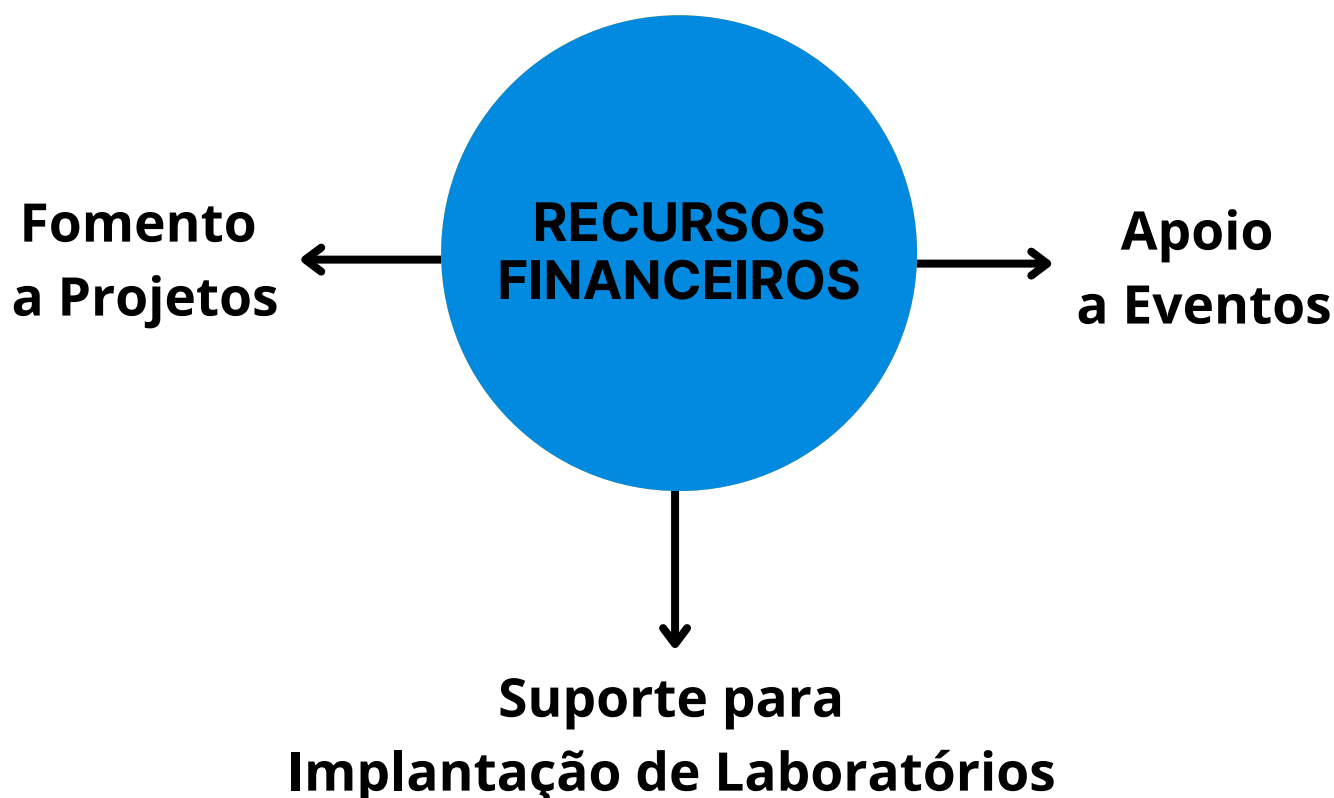 RECURSOS
FINANCEIROS
Fomento
a Projetos
Apoio
a Eventos
Suporte para
Implantação de Laboratórios